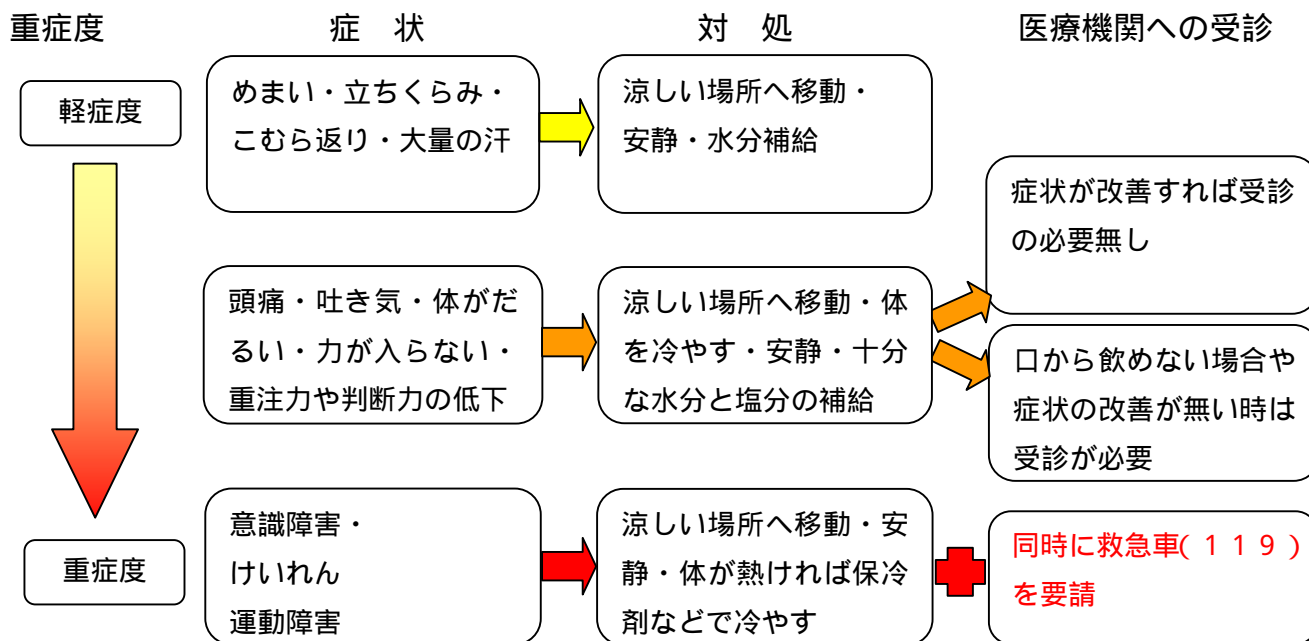 重症度 症 状 対 処 医療機関への受診
軽症度
めまい・立ちくらみ・
こむら返り・大量の汗
涼しい場所へ移動・
安静・水分補給
症状が改善すれば受診
の必要無し
頭痛・吐き気・体がだ
るい・力が入らない・
重注力や判断力の低下
涼しい場所へ移動・体
を冷やす・安静・十分
な水分と塩分の補給
口から飲めない場合や
症状の改善が無い時は
受診が必要
重症度
意識障害・
けいれん
運動障害
涼しい場所へ移動・安
静・体が熱ければ保冷
剤などで冷やす
同時に救急車(119)
を要請